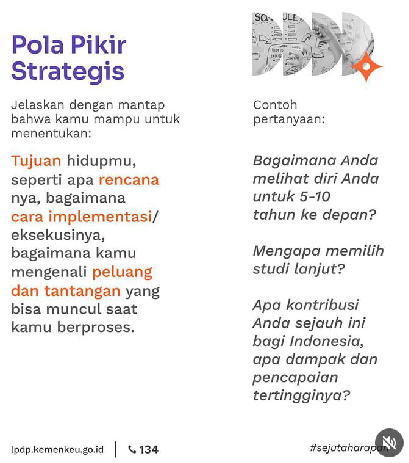 Pola Pikir
Strategis
Jelaskan dengan mantap
bahwa kamu mampu untuk
menentukan:
Tujuan hidupmu,
seperti apa rencana
nya, bagaimana
cara implementasi/
eksekusinya,
bagaimana kamu
mengenali peluang
dan tantangan yang
bisa muncul saat
kamu berproses.
Contoh
pertanyaan:
Bagaimana Anda
melihat diri Anda
untuk 5-10
tahun ke depan?
Mengapa memilih
studi lanjut?
Apa kontribusi
Anda sejauh ini
bagi Indonesia,
apa dampak dan
pencapaian
tertingginya?
lpdp.kemenkeu.go.id
134